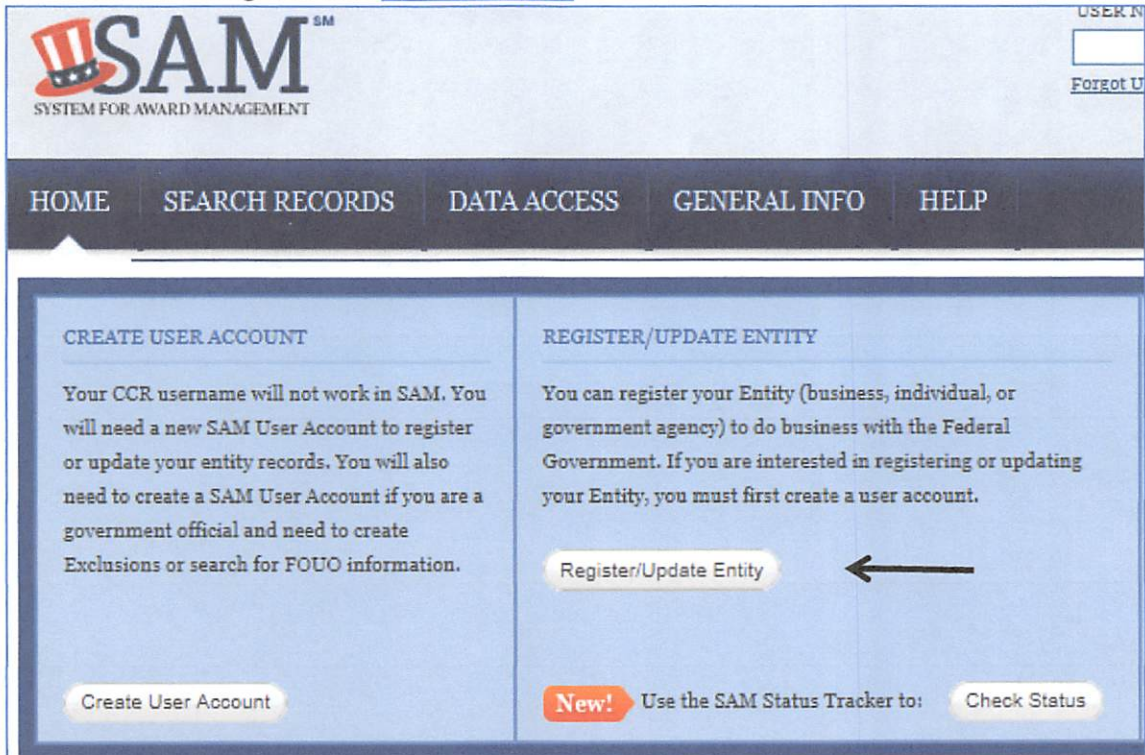 SAM SM
SYSTEM FOR AWARD MANAGEMENT
USER N
Forgot U
HOME SEARCH RECORDS DATA ACCESS GENERAL INFO HELP
CREATE USER ACCOUNT
Your CCR username will not work in SAM. You
will need a new SAM User Account to register
or update your entity records. You will also
need to create a SAM User Account if you are a
government official and need to create
Exclusions or search for FOUO information.
Create User Account
REGISTER/UPDATE ENTITY
You can register your Entity (business, individual, or
government agency) to do business with the Federal
Government. If you are interested in registering or updating
your Entity, you must first create a user account.
Register/Update Entity
New! Use the SAM Status Tracker to: Check Status